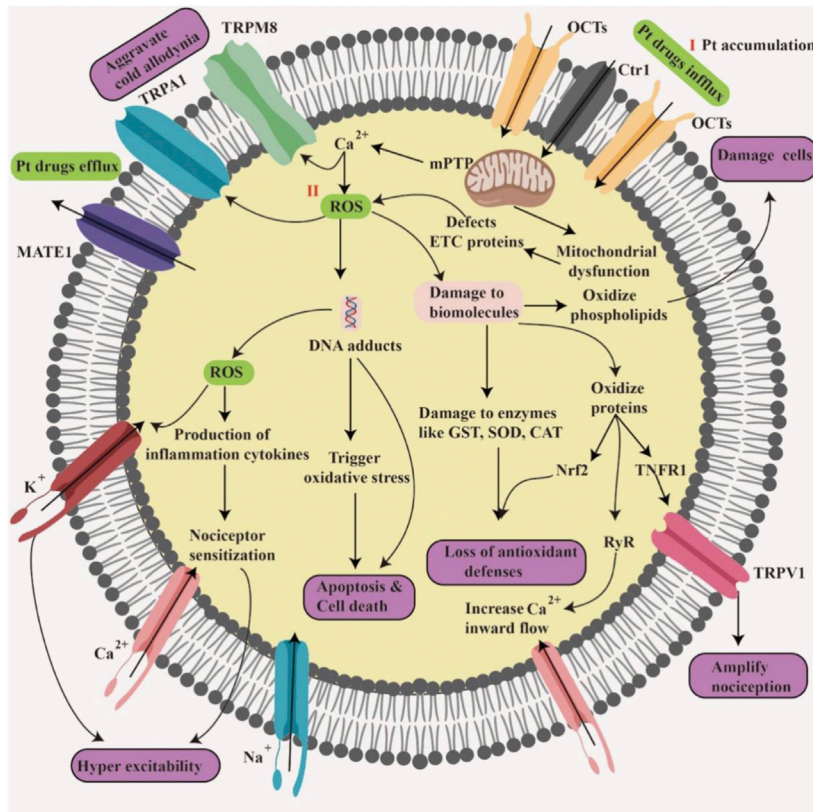 OCTs
TRPM8
Aggravate
cold allodynia
I Pt accumulation
Pt drugs infflux
Ctr1
TRPA1
OCTs
Ca2+
mPTP
Damage cells
Pt drugs efflux
II
ROS
Defects
ETC proteins
MATE1
Mitochondrial
dysfunction
Damage to
biomolecules
Oxidize
phospholipids
DNA adducts
ROS
Oxidize
proteins
Damage to enzymes
like GST, SOD, CAT
Production of
inflammation cytokines
Trigger
oxidative stress
Nrf2
TNFR1
K+
Nociceptor
sensitization
RyR
Loss of antioxidant
defenses
TRPV1
Apoptosis &
Cell death
Increase Ca2+
inward flow
Ca2+
Amplify
nociception
Na+
Hyper excitability